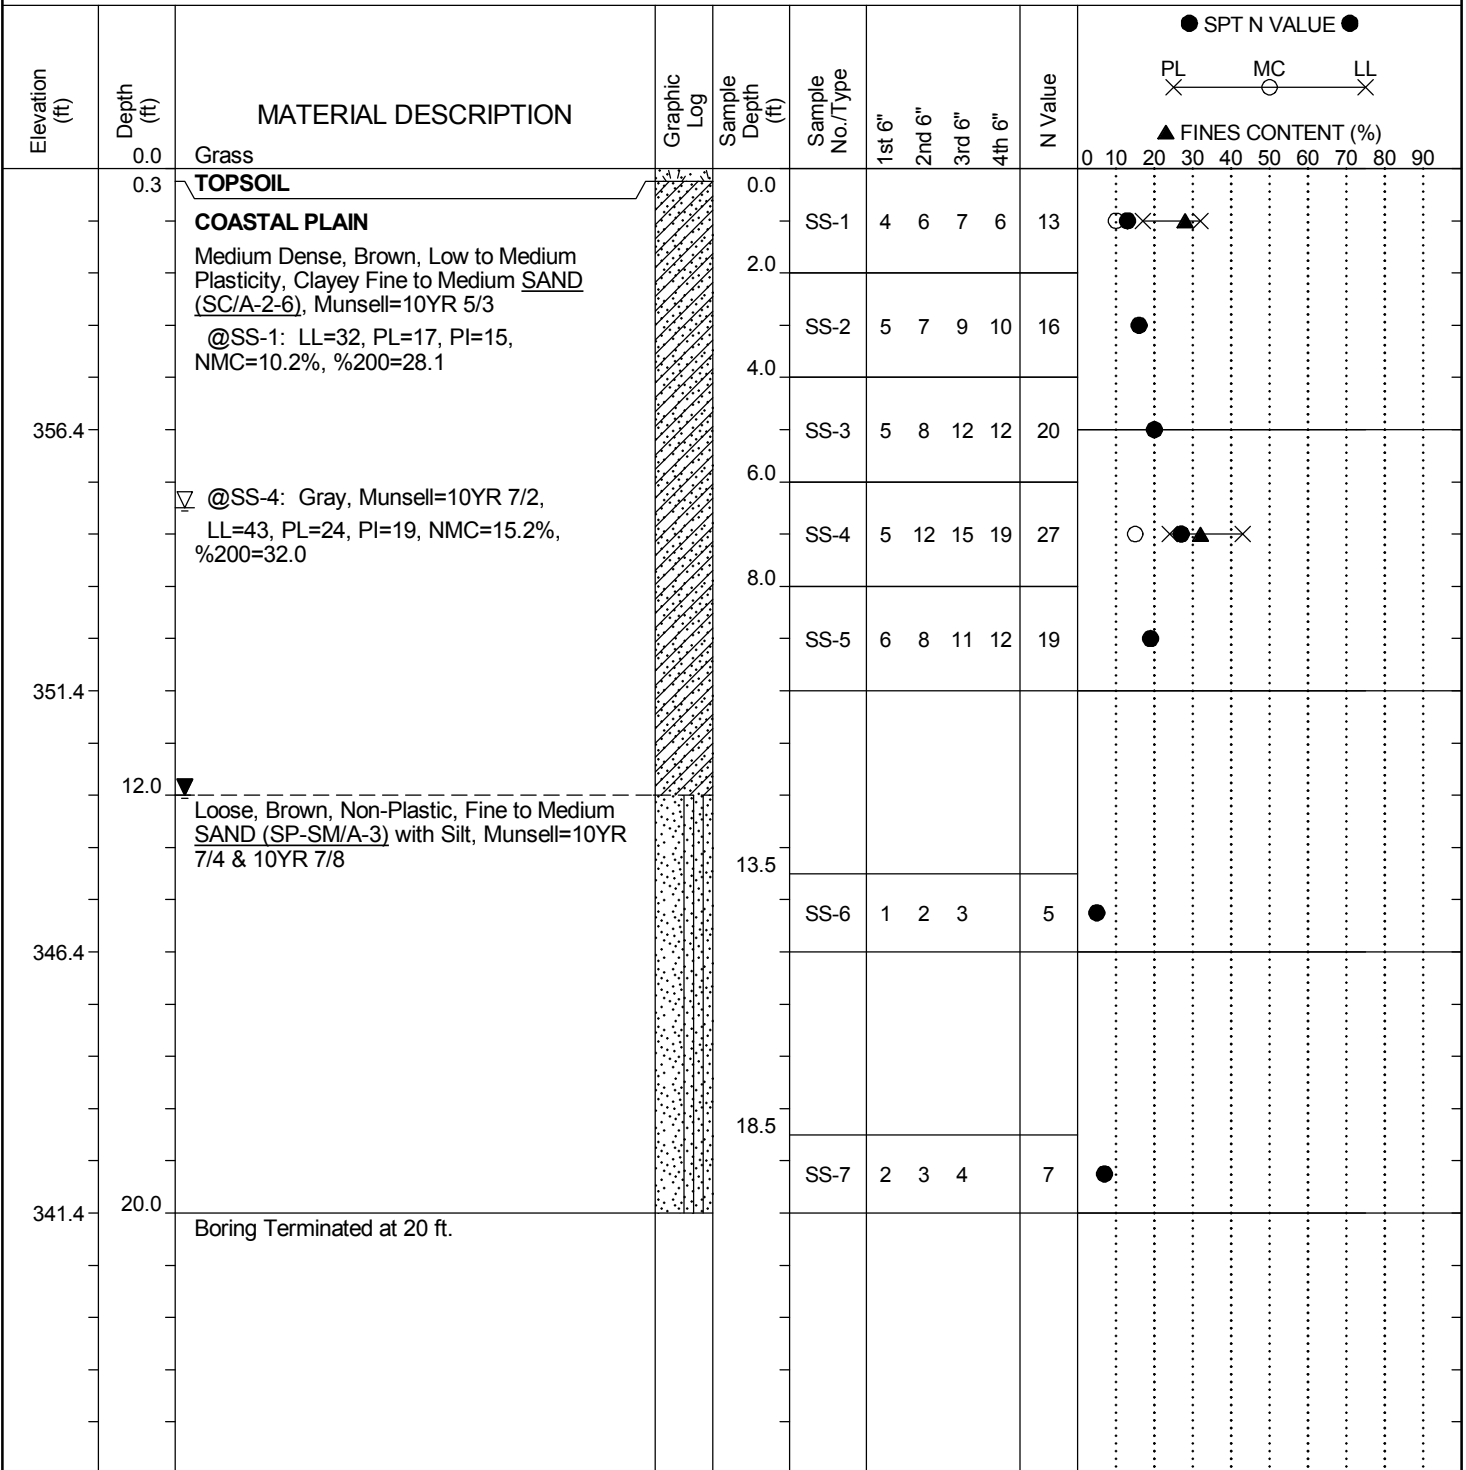 ● SPT N VALUE ●
PL MC LL
▲ FINES CONTENT (%)
0 10 20 30 40 50 60 70 80 90
Elevation
(ft)
Depth
(ft)
MATERIAL DESCRIPTION
Graphic
Log
Sample
Depth
(ft)
Sample
No./Type
1st 6"
2nd 6"
3rd 6"
4th 6"
N Value
0.0 Grass
0.3 TOPSOIL 0.0
COASTAL PLAIN SS-1 4 6 7 6 13
Medium Dense, Brown, Low to Medium
Plasticity, Clayey Fine to Medium SAND 2.0
(SC/A-2-6), Munsell=10YR 5/3
@SS-1: LL=32, PL=17, PI=15, SS-2 5 7 9 10 16
NMC=10.2%, %200=28.1 4.0
356.4 SS-3 5 8 12 12 20
6.0
@SS-4: Gray, Munsell=10YR 7/2,
LL=43, PL=24, PI=19, NMC=15.2%, SS-4 5 12 15 19 27
%200=32.0
8.0
SS-5 6 8 11 12 19
351.4
12.0
Loose, Brown, Non-Plastic, Fine to Medium
SAND (SP-SM/A-3) with Silt, Munsell=10YR
7/4 & 10YR 7/8 13.5
SS-6 1 2 3 5
346.4
18.5
SS-7 2 3 4 7
341.4 20.0
Boring Terminated at 20 ft.